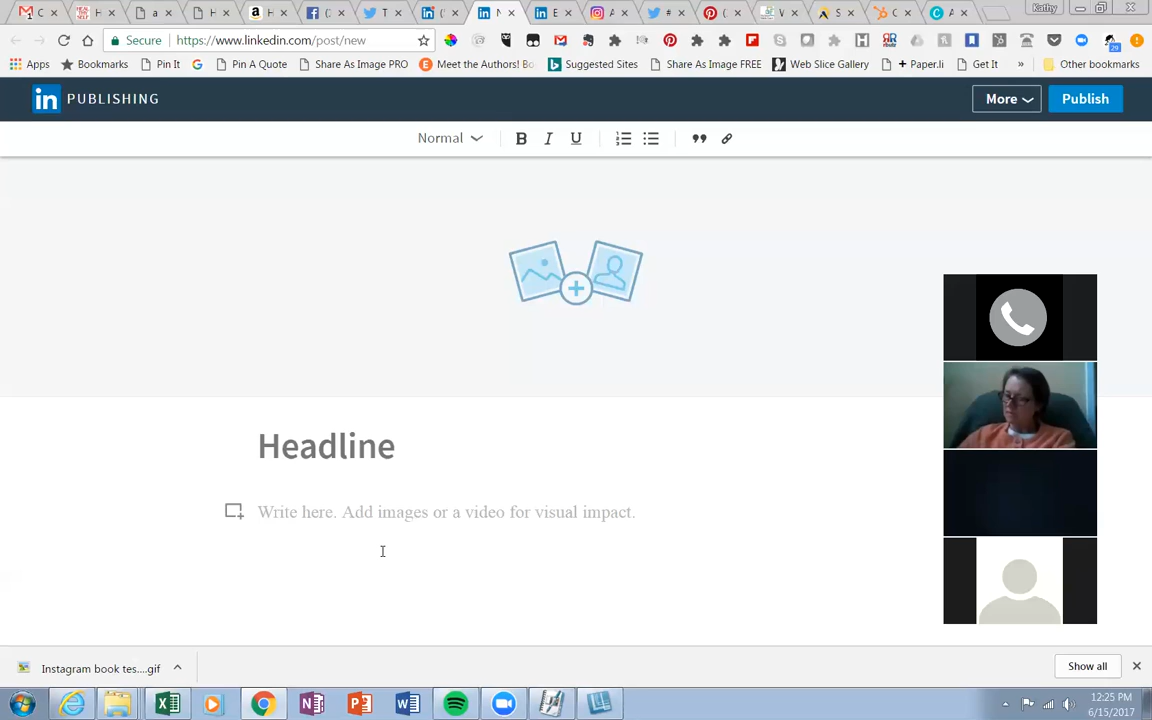 Kathy
Secure
https://www.linkedin.com/post/new
29
Apps Bookmarks Pin It Pin A Quote Share As Image PRO Meet the Authors! Bo Suggested Sites Share As Image FREE Web Slice Gallery + Paper.li Get It » Other bookmarks
in PUBLISHING
More
Publish
Normal B I U
Headline
Write here. Add images or a video for visual impact.
Instagram book tes....gif
Show all
12:25 PM
6/15/2017